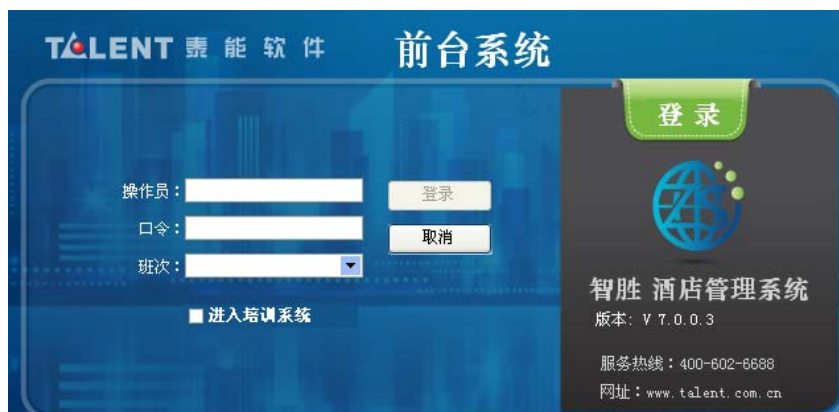 TALENT 泰能软件 前台系统
登录
操作员：
登录
口令：
取消
班次：
进入培训系统
ZS
智胜 酒店管理系统
版本: V 7.0.0.3
服务热线：400-602-6688
网址：www.talent.com.cn